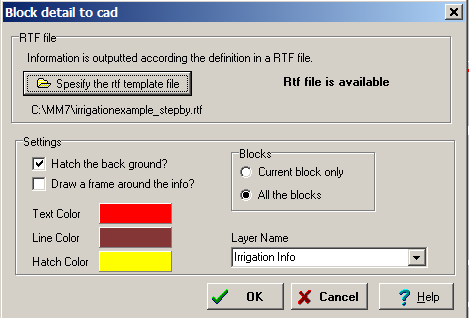 Block detail to cad
RTF file
Information is outputted according the definition in a RTF file.
Spesify the rtf template file
Rtf file is available
C:\MM7\irrigationexample_stepby.rtf
Settings
Hatch the back ground?
Draw a frame around the info?
Text Color
Line Color
Hatch Color
Blocks
Current block only
All the blocks
Layer Name
Irrigation Info
OK
Cancel
Help